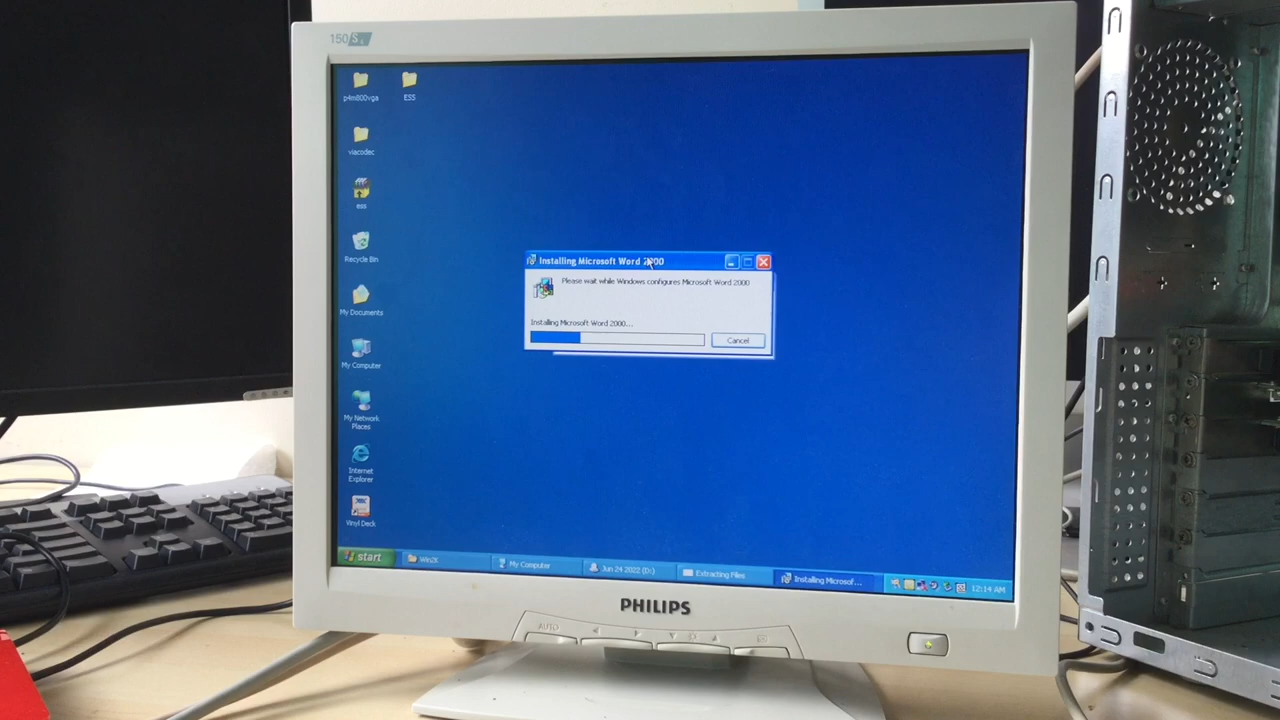 150S
p4m800vga
ESS
viacodec
ess
Recycle Bin
My Documents
My Computer
My Network
Places
Internet
Explorer
Vinyl Deck
Installing Microsoft Word 2000
Please wait while Windows configures Microsoft Word 2000
Installing Microsoft Word 2000...
Cancel
start
Win2K
My Computer
Jun 24 2022 (D:)
Extracting Files
Installing Microsof...
12:14 AM
PHILIPS
AUTO